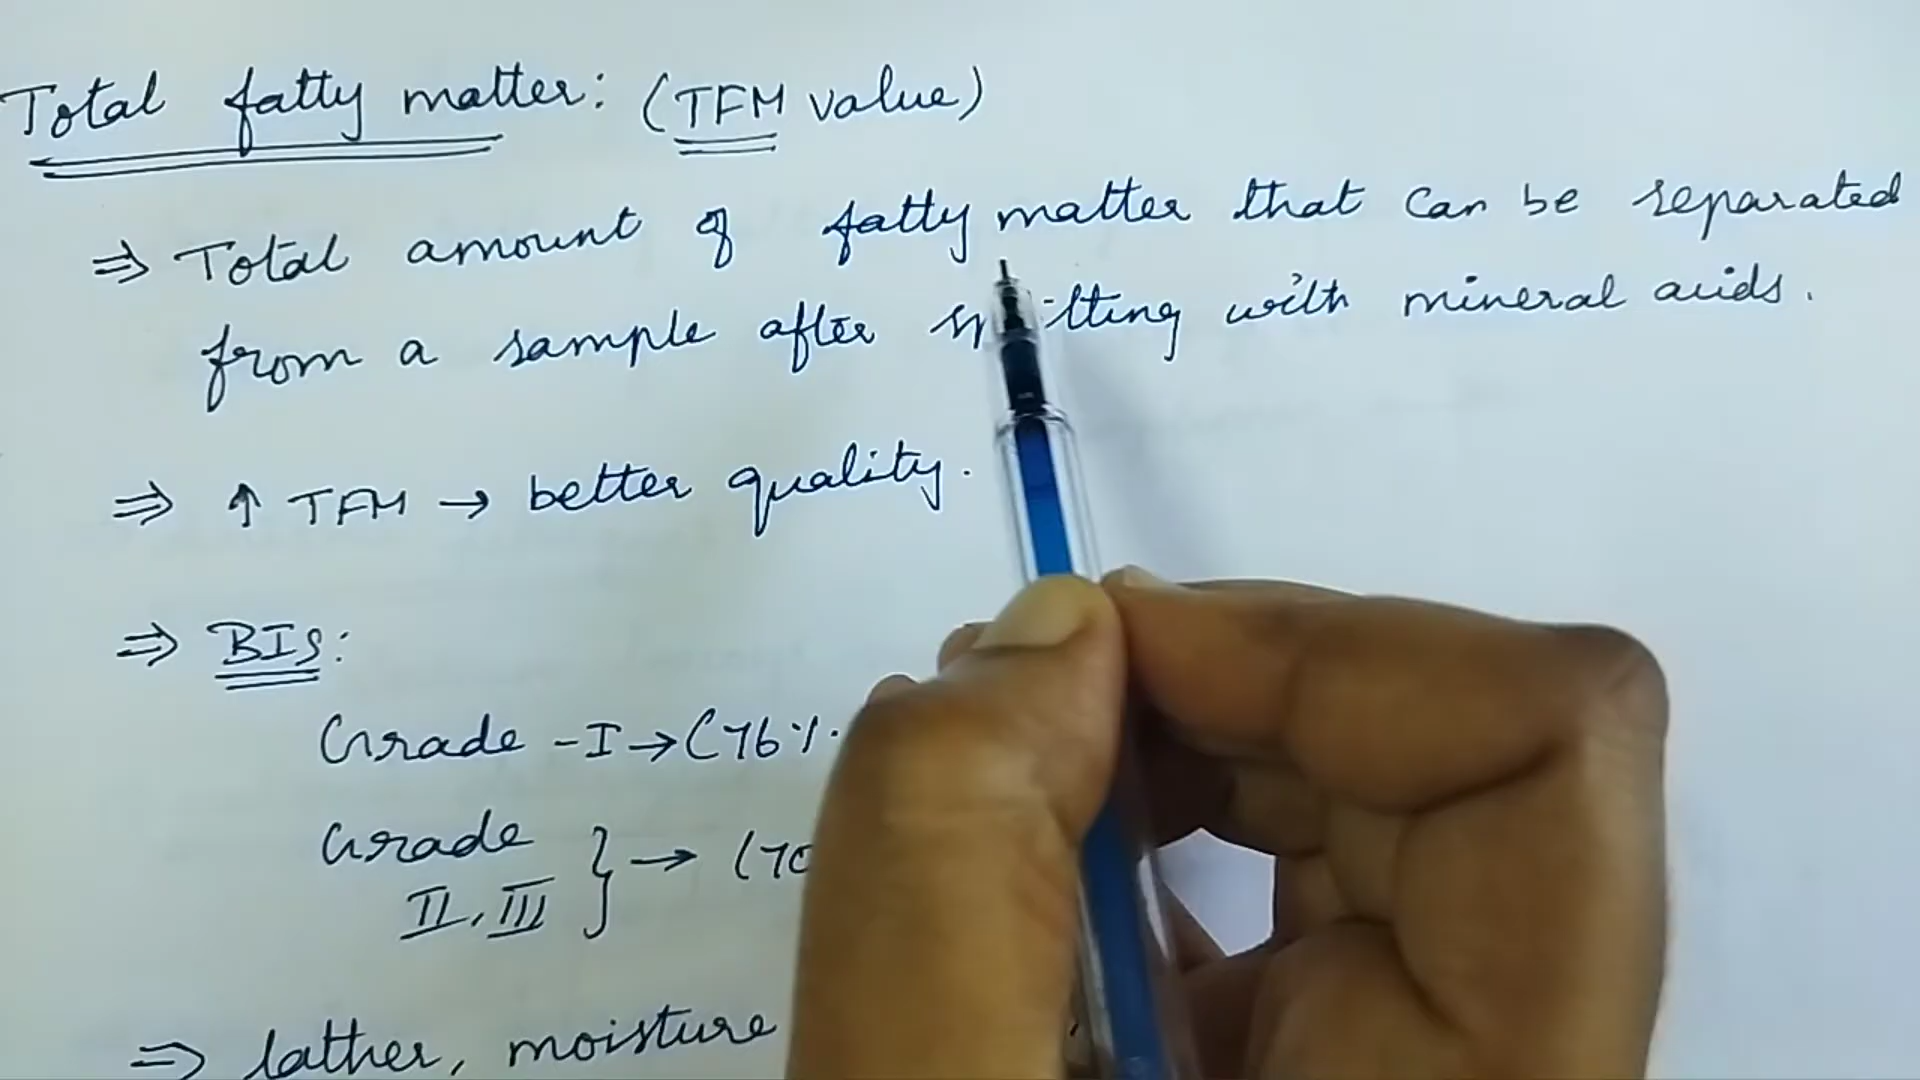 Total fatty matter: (TFM value)
⇒ Total amount of fatty matter that can be separated
from a sample after with mineral acids.
⇒ ↑ TFM → better quality.
⇒ BIS:
Grade - I → (76%.
Grade
II, III } → (70
⇒ lather, moisture